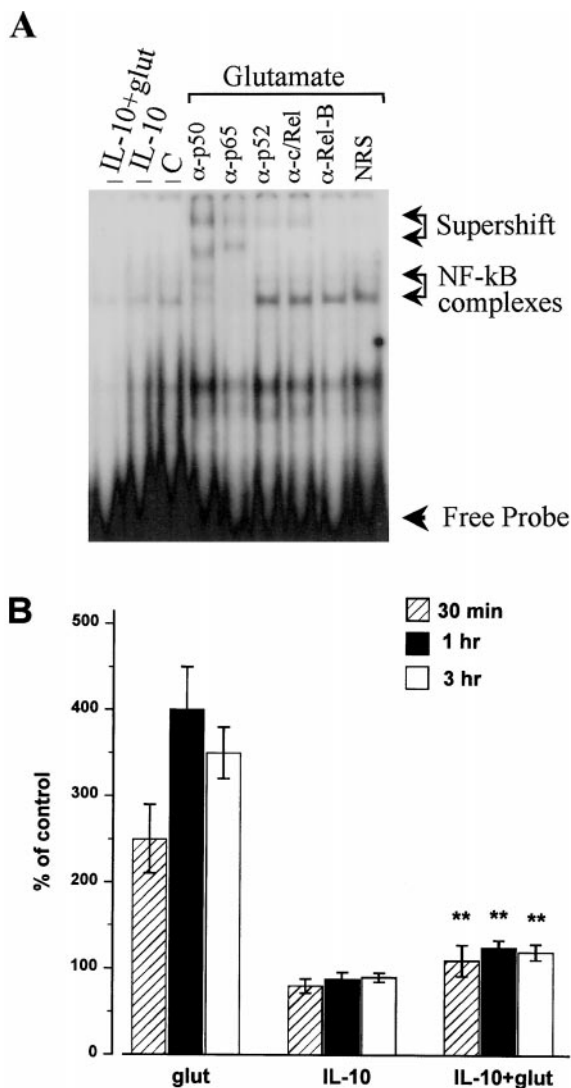 A
Glutamate
IL-10+glut
IL-10
C
α-p50
α-p65
α-p52
α-c/Rel
α-Rel-B
NRS
Supershift
NF-kB
complexes
Free Probe
B
30 min
1 hr
3 hr
% of control
500
400
300
200
100
0
** ** **
glut IL-10 IL-10+glut